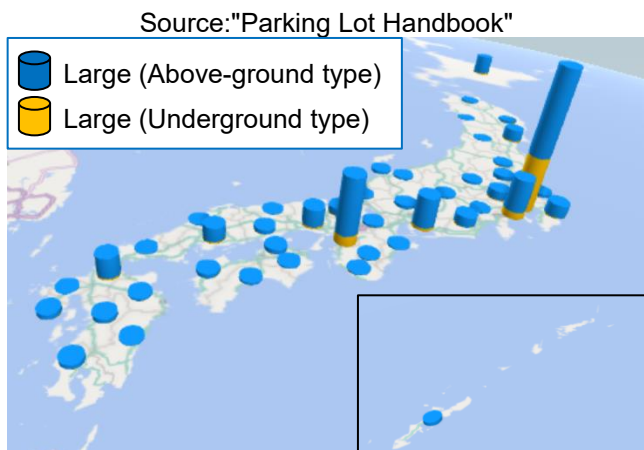 Source:"Parking Lot Handbook"
Large (Above-ground type)
Large (Underground type)